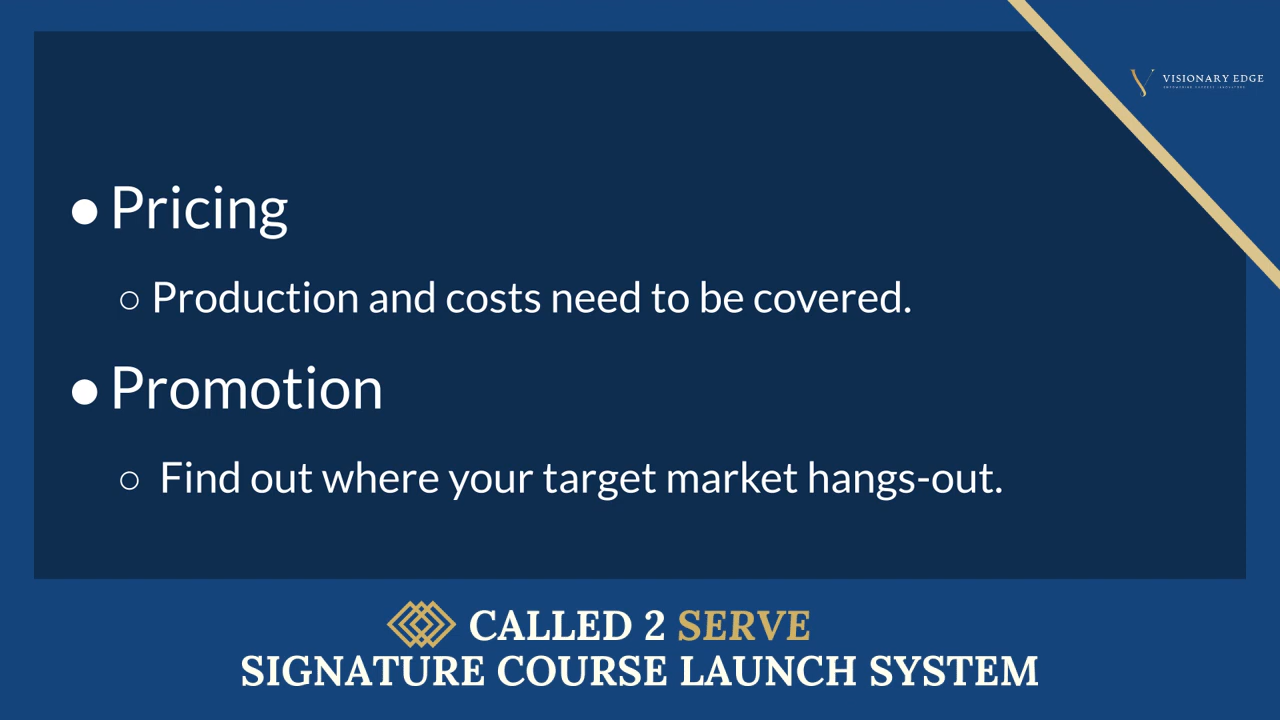 VISIONARY EDGE
● Pricing
○ Production and costs need to be covered.
● Promotion
○ Find out where your target market hangs-out.
CALLED 2 SERVE
SIGNATURE COURSE LAUNCH SYSTEM